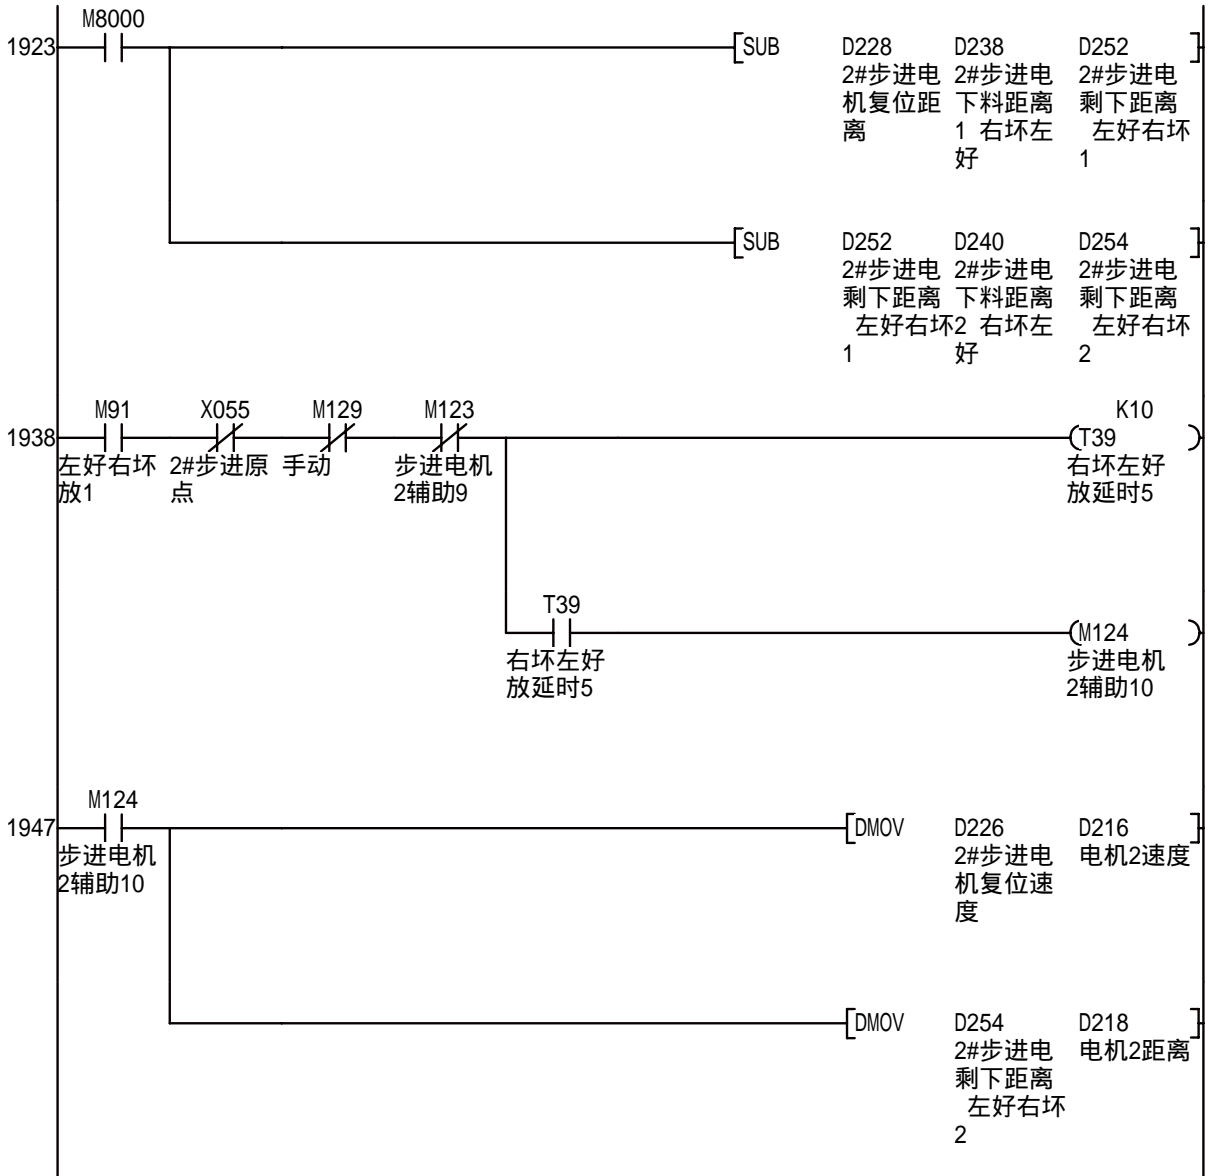 M8000
1923
SUB D228 D238 D252
2#步进电 2#步进电 2#步进电
机复位距 下料距离 剩下距离
离 1 右坏左 左好右坏
好 1
SUB D252 D240 D254
2#步进电 2#步进电 2#步进电
剩下距离 下料距离 剩下距离
左好右坏 2 右坏左 左好右坏
1 好 2
M91 X055 M129 M123 K10
1938 T39
左好右坏 2#步进原 手动 步进电机 右坏左好
放1 点 2辅助9 放延时5
T39
M124
右坏左好 步进电机
放延时5 2辅助10
M124
1947 DMOV D226 D216
步进电机 2#步进电 电机2速度
2辅助10 机复位速
度
DMOV D254 D218
2#步进电 电机2距离
剩下距离
左好右坏
2